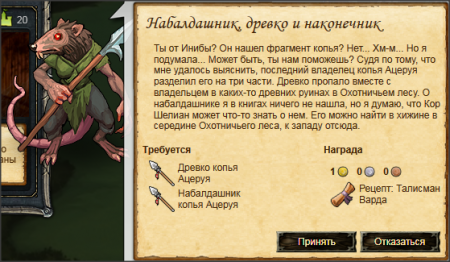 20
Набалдашник, древко и наконечник
Ты от Инибы? Он нашел фрагмент копья? Нет... Хм-м... Но я
подумала... Может быть, ты нам поможешь? Судя по тому, что
мне удалось выяснить, последний владелец копья Ацеруя
разделил его на три части. Древко пропало вместе с
владельцем в каких-то древних руинах в Охотничьем лесу. О
набалдашнике я в книгах ничего не нашла, но я думаю, что Кор
Шелиан может что-то знать о нем. Его можно найти в хижине в
середине Охотничьего леса, к западу отсюда.
Требуется
Награда
Древко копья
Ацеруя
Набалдашник
копья Ацеруя
1 0 0
Рецепт: Талисман
Варда
Принять
Отказаться